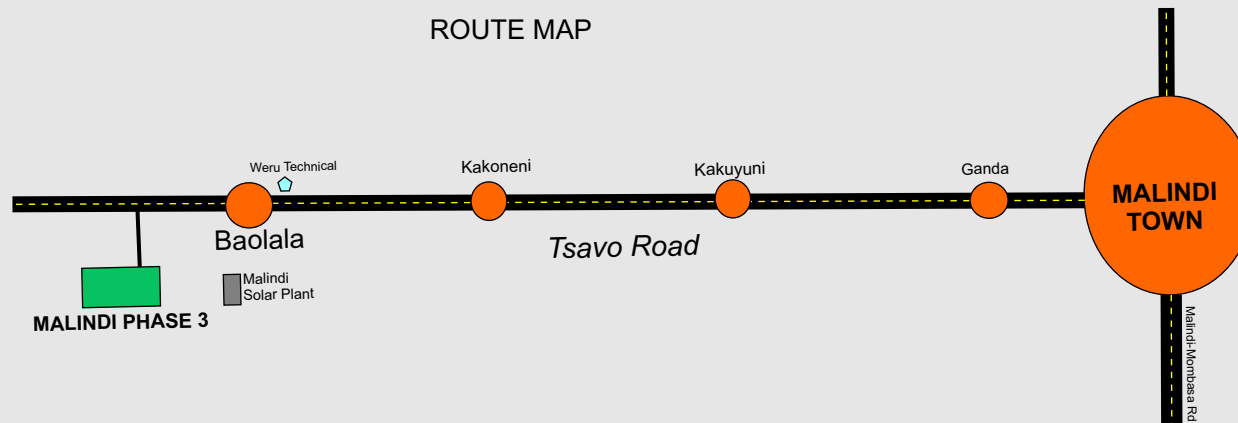 ROUTE MAP
Weru Technical
Kakoneni
Kakuyuni
Ganda
MALINDI
TOWN
Baolala
Tsavo Road
Malindi
Solar Plant
MALINDI PHASE 3
Malindi-Mombasa Rd